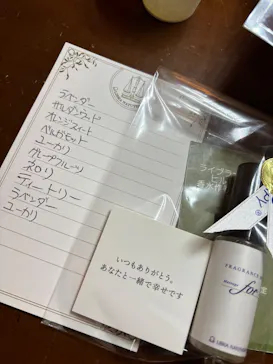 ラベンダー
サンダルウッド
オレンジスイート
ベルガモット
ユーカリ
グレープフルーツ
ネロリ
ティートリー
ラベンダー
ユーカリ
いつもありがとう。
あなたと一緒で幸せです
FRAGRANCE
for